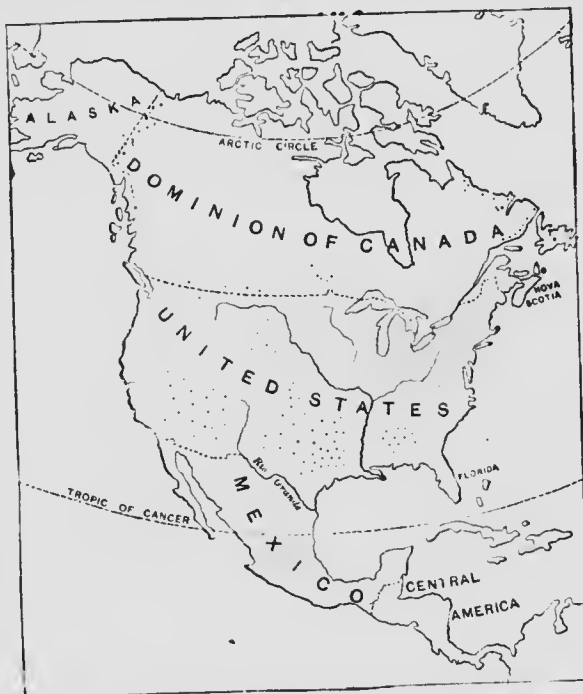 ALASKA
ARCTIC CIRCLE
DOMINION OF CANADA
NOVA
SCOTIA
UNITED STATES
Rio Grande
FLORIDA
TROPIC OF CANCER
MEXICO
CENTRAL
AMERICA